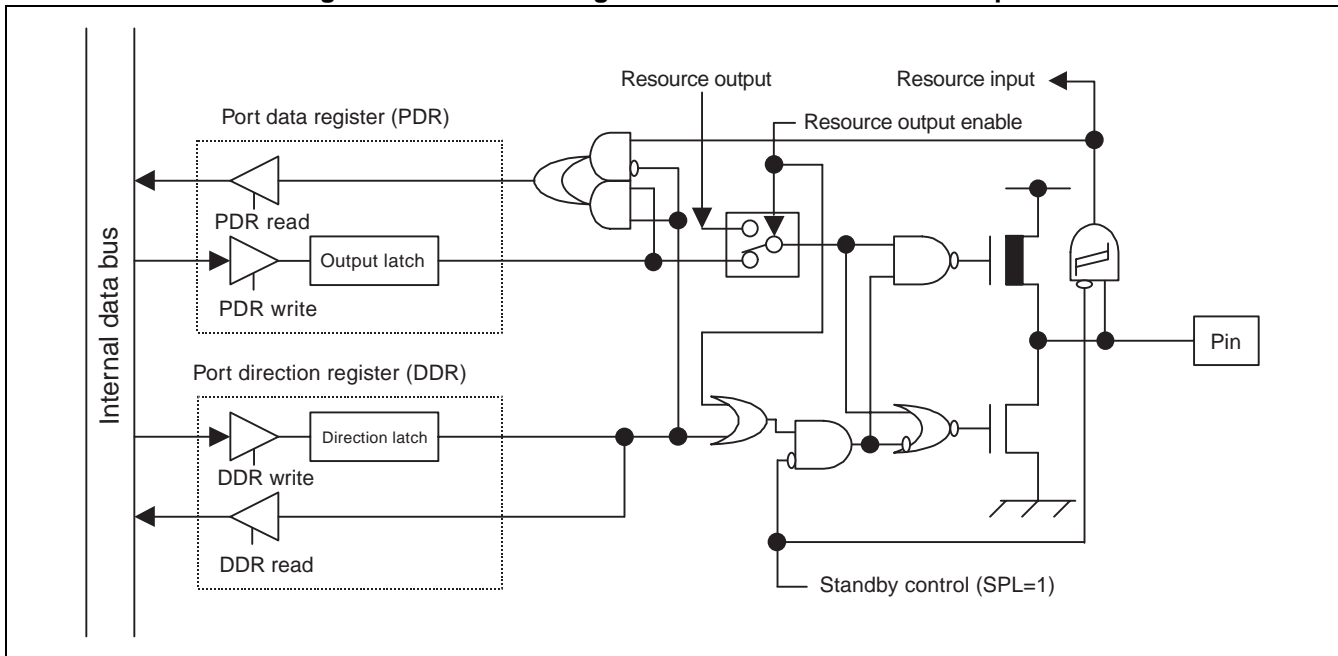 Resource output
Resource input
Port data register (PDR)
Resource output enable
PDR read
Output latch
PDR write
Internal data bus
Pin
Port direction register (DDR)
Direction latch
DDR write
DDR read
Standby control (SPL=1)